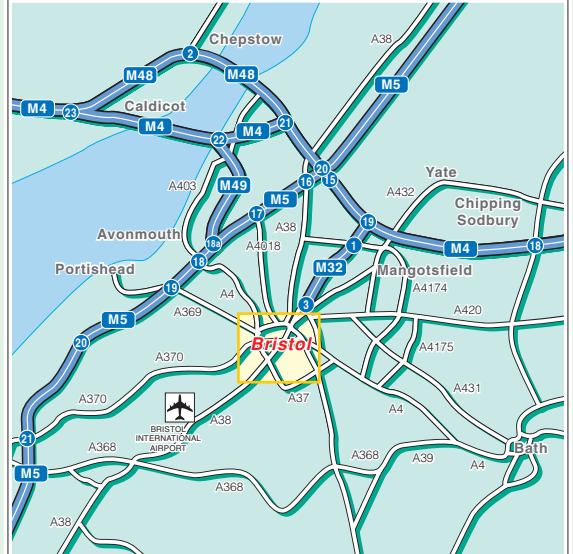 Chepstow
A38
2
M48
M48
M5
M4
23
Caldicot
M4
22
M4
21
20
15
16
M49
A403
M5
17
A38
Yate
A432
Chipping
Sodbury
19
1
M4
18
Avonmouth
18a
18
A4018
M32
Mangotsfield
Portishead
19
A4
3
A4174
A369
A420
M5
20
Bristol
A4175
A370
A370
A37
A431
A4
A38
BRISTOL
INTERNATIONAL
AIRPORT
21
A368
Bath
M5
A368
A368
A39
A4
A38